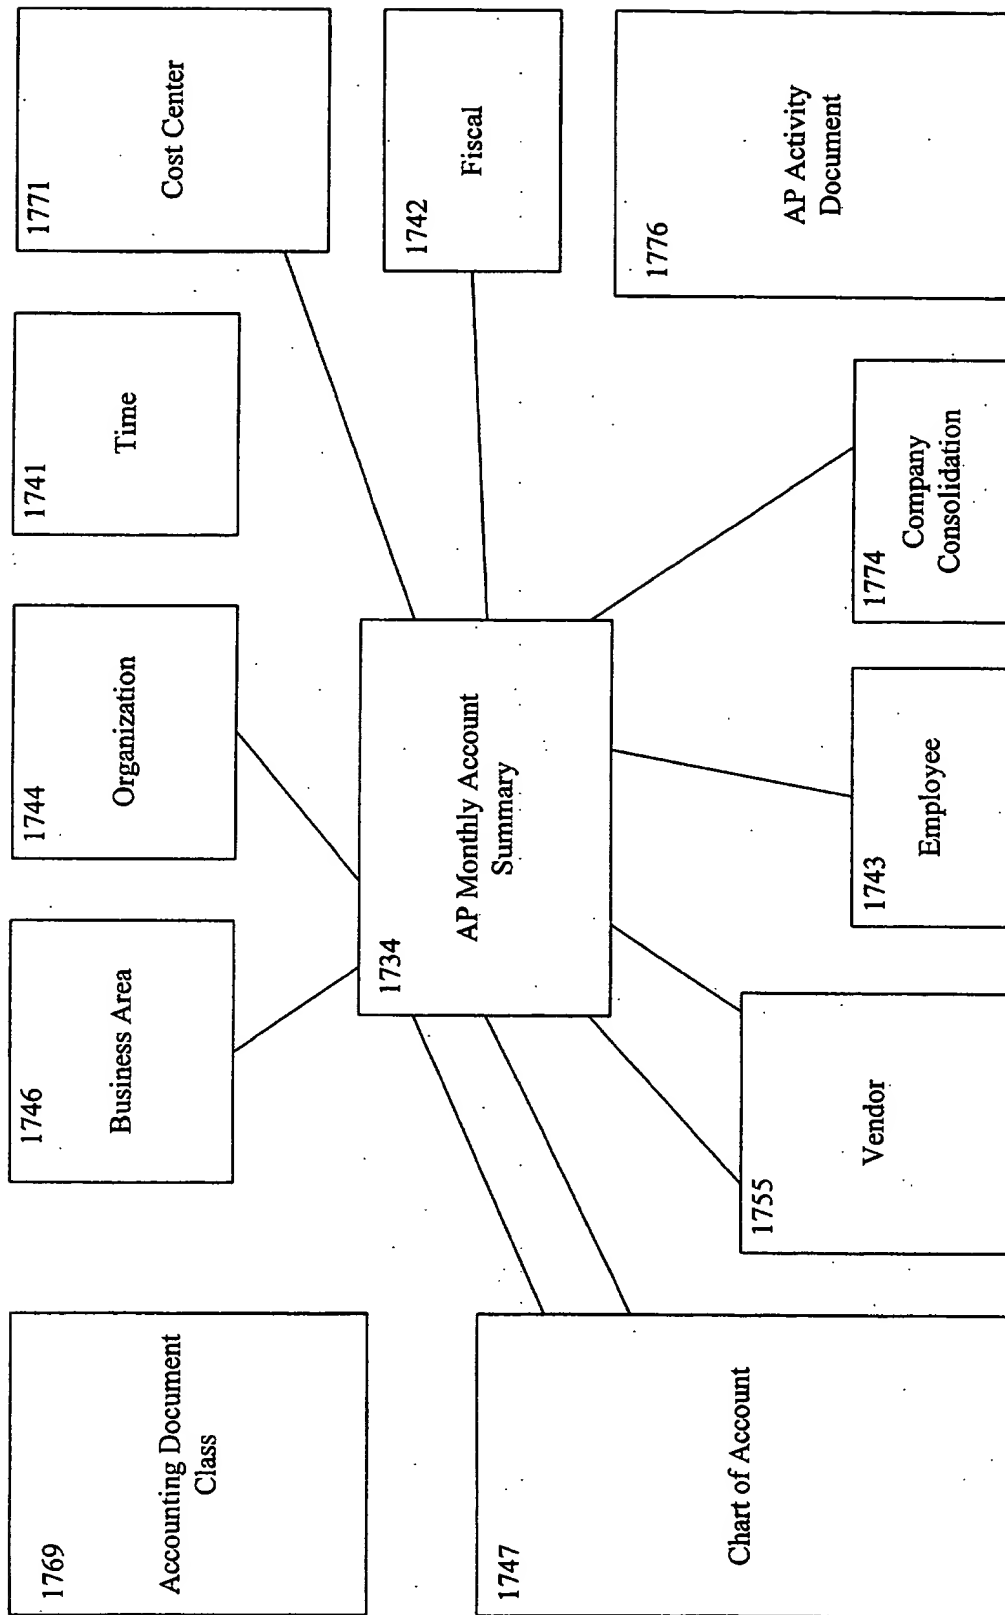 1769
Accounting Document
Class
1746
Business Area
1744
Organization
1741
Time
1771
Cost Center
1747
Chart of Account
1734
AP Monthly Account
Summary
1742
Fiscal
1755
Vendor
1743
Employee
1774
Company
Consolidation
1776
AP Activity
Document